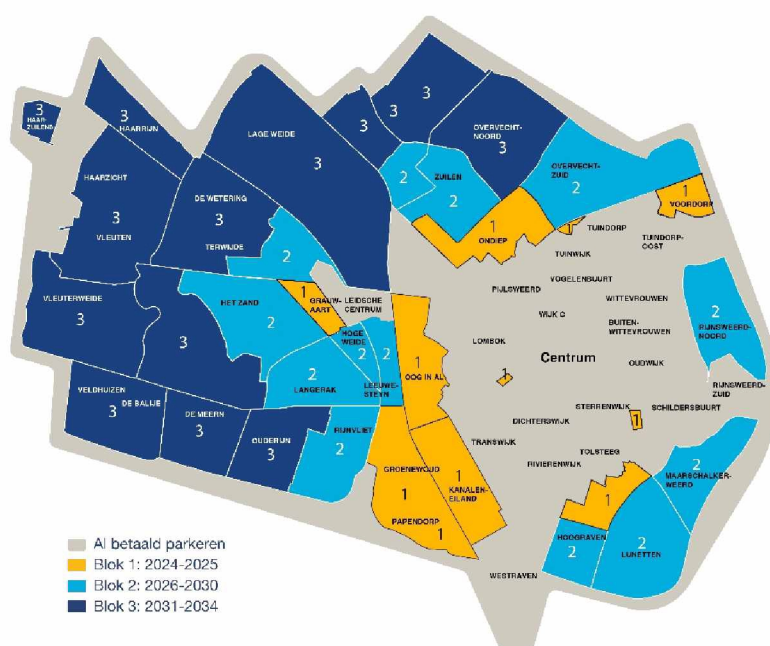 3
HAAR-
ZUILENS
3
HAARRIJN
LAGE WEIDE
3
3
3
3
OVERVECHT-
NOORD
3
2
ZUILEN
2
OVERVECHT-
ZUID
2
1
VOORDORP
1
ONDIEP
1
TUINDORP
TUINDORP-
OOST
TUINWIJK
HAARZICHT
3
VLEUTEN
DE WETERING
3
TERWIJDE
2
VOGELENBUURT
PIJLSWEERD
WITTEVROUWEN
WIJK C
BUITEN-
WITTEVROUWEN
2
RIJNSWEERD-
NOORD
VLEUTERWEIDE
3
3
HET ZAND
2
1
GRAUW-
AART
LEIDSCHE
CENTRUM
HOGE
WEIDE
2
2
LOMBOK
1
OOG IN AL
Centrum
OUDWIJK
RIJNSWEERD-
ZUID
2
LANGERAK
LEEUWE-
STEYN
1
STERRENWIJK
SCHILDERSBUURT
1
VELDHUIZEN
3
DE BALIJE
DE MEERN
3
OUDERIJN
3
RIJNVLIET
2
DICHTERSWIJK
TRANSWIJK
TOLSTEEG
RIVIERENWIJK
2
MAARSCHALKER-
WEERD
GROENEWOUD
1
PAPENDORP
1
1
KANALEN-
EILAND
1
HOOGRAVEN
2
2
LUNETTEN
WESTRAVEN
Al betaald parkeren
Blok 1: 2024-2025
Blok 2: 2026-2030
Blok 3: 2031-2034